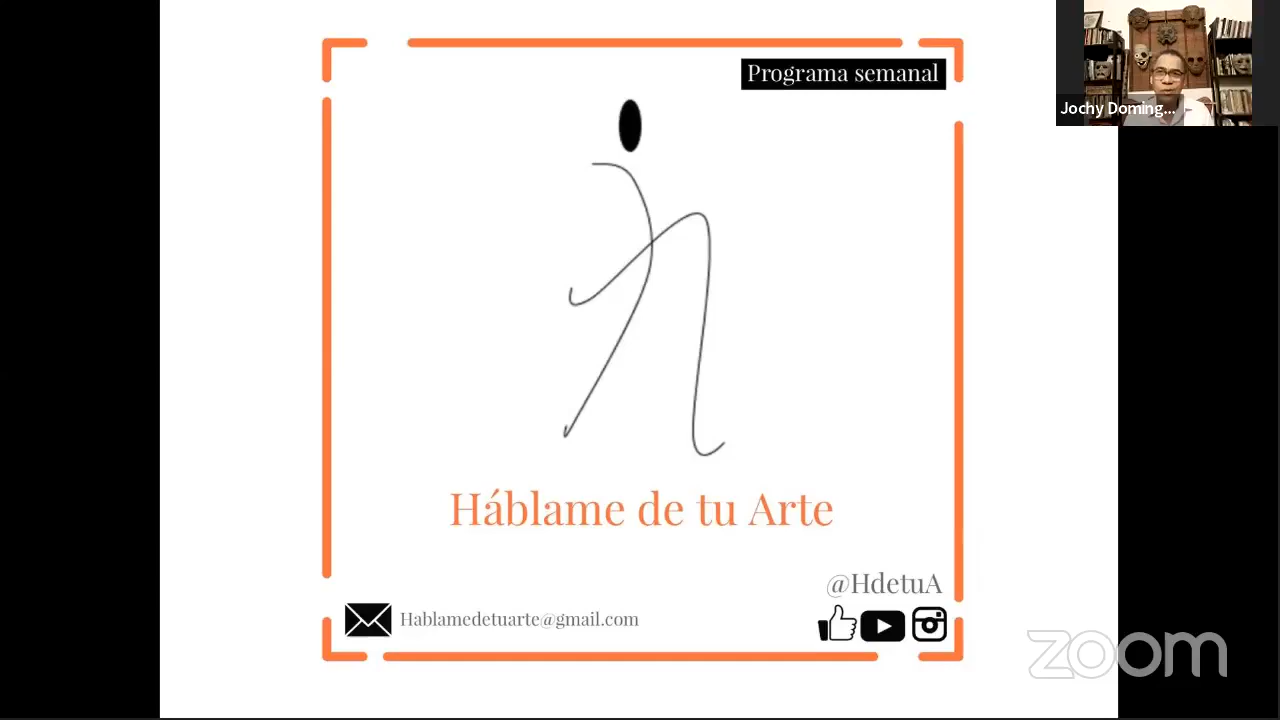 Programa semanal
Jochy Doming...
Háblame de tu Arte
@HdetuA
Hablamedetuarte@gmail.com
zoom